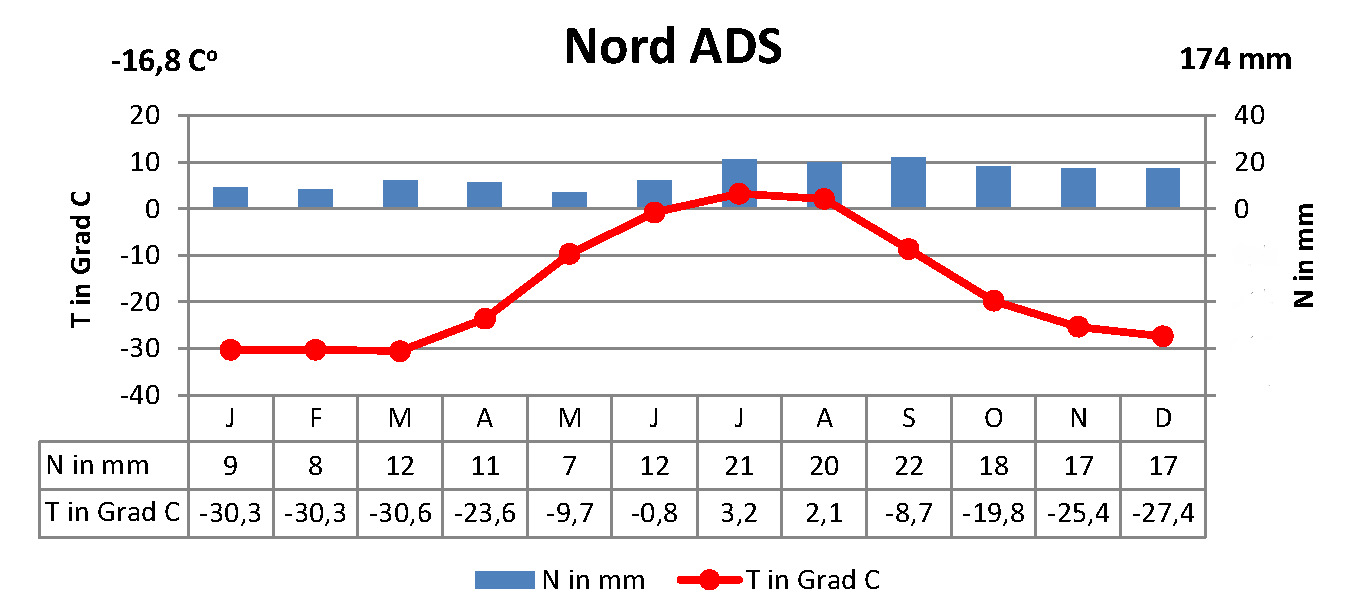 Nord ADS
-16,8 Cº
174 mm
20 40
10 20
0 0
-10
-20
-30
-40
T in Grad C
N in mm
J F M A M J J A S O N D
N in mm 9 8 12 11 7 12 21 20 22 18 17 17
T in Grad C -30,3 -30,3 -30,6 -23,6 -9,7 -0,8 3,2 2,1 -8,7 -19,8 -25,4 -27,4
N in mm T in Grad C